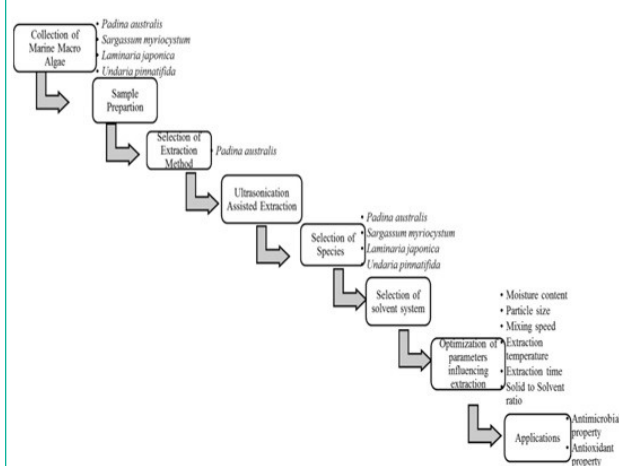 Collection of
Marine Macro
Algae
• Padina australis
• Sargassum myriocystum
• Laminaria japonica
• Undaria pinnatifida
Sample
Prepartion
Selection of
Extraction
Method
• Padina australis
Ultrasonication
Assisted Extraction
Selection of
Species
• Padina australis
• Sargassum myriocystum
• Laminaria japonica
• Undaria pinnatifida
Selection of
solvent system
Optimization of
parameters
influencing
extraction
• Moisture content
• Particle size
• Mixing speed
• Extraction
temperature
• Extraction time
• Solid to Solvent
ratio
Applications
• Antimicrobia
property
• Antioxidant
property